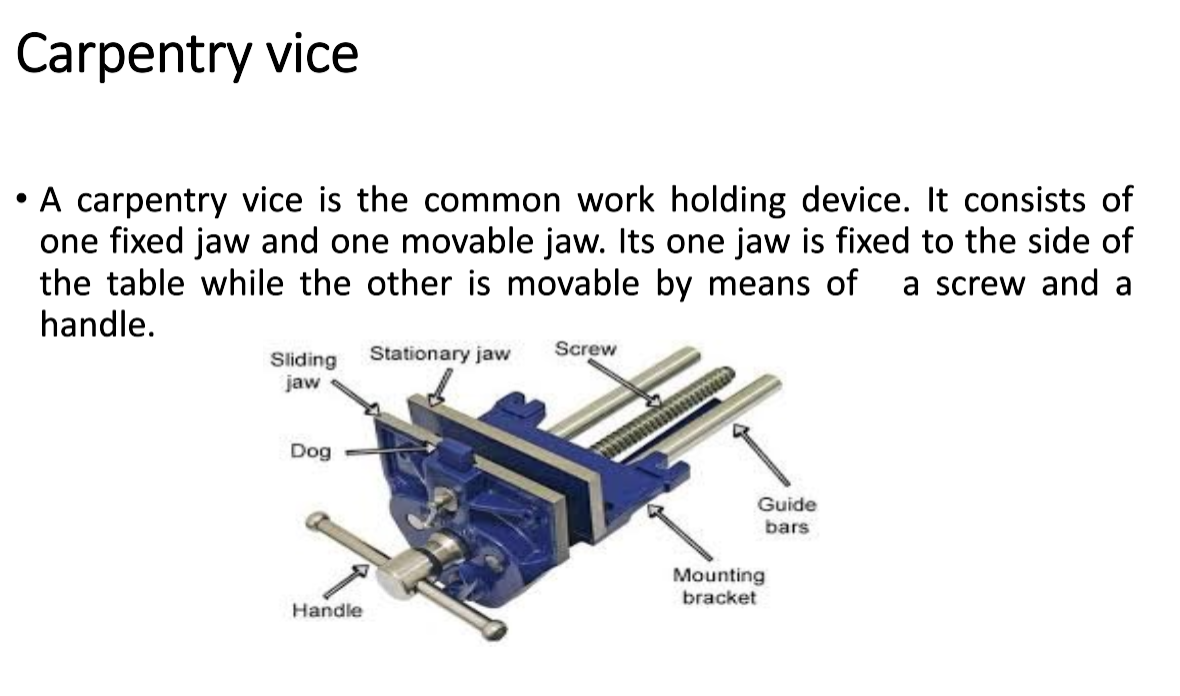 Carpentry vice
• A carpentry vice is the common work holding device. It consists of
one fixed jaw and one movable jaw. Its one jaw is fixed to the side of
the table while the other is movable by means of a screw and a
handle.
Sliding
jaw
Stationary jaw
Screw
Dog
Guide
bars
Mounting
bracket
Handle